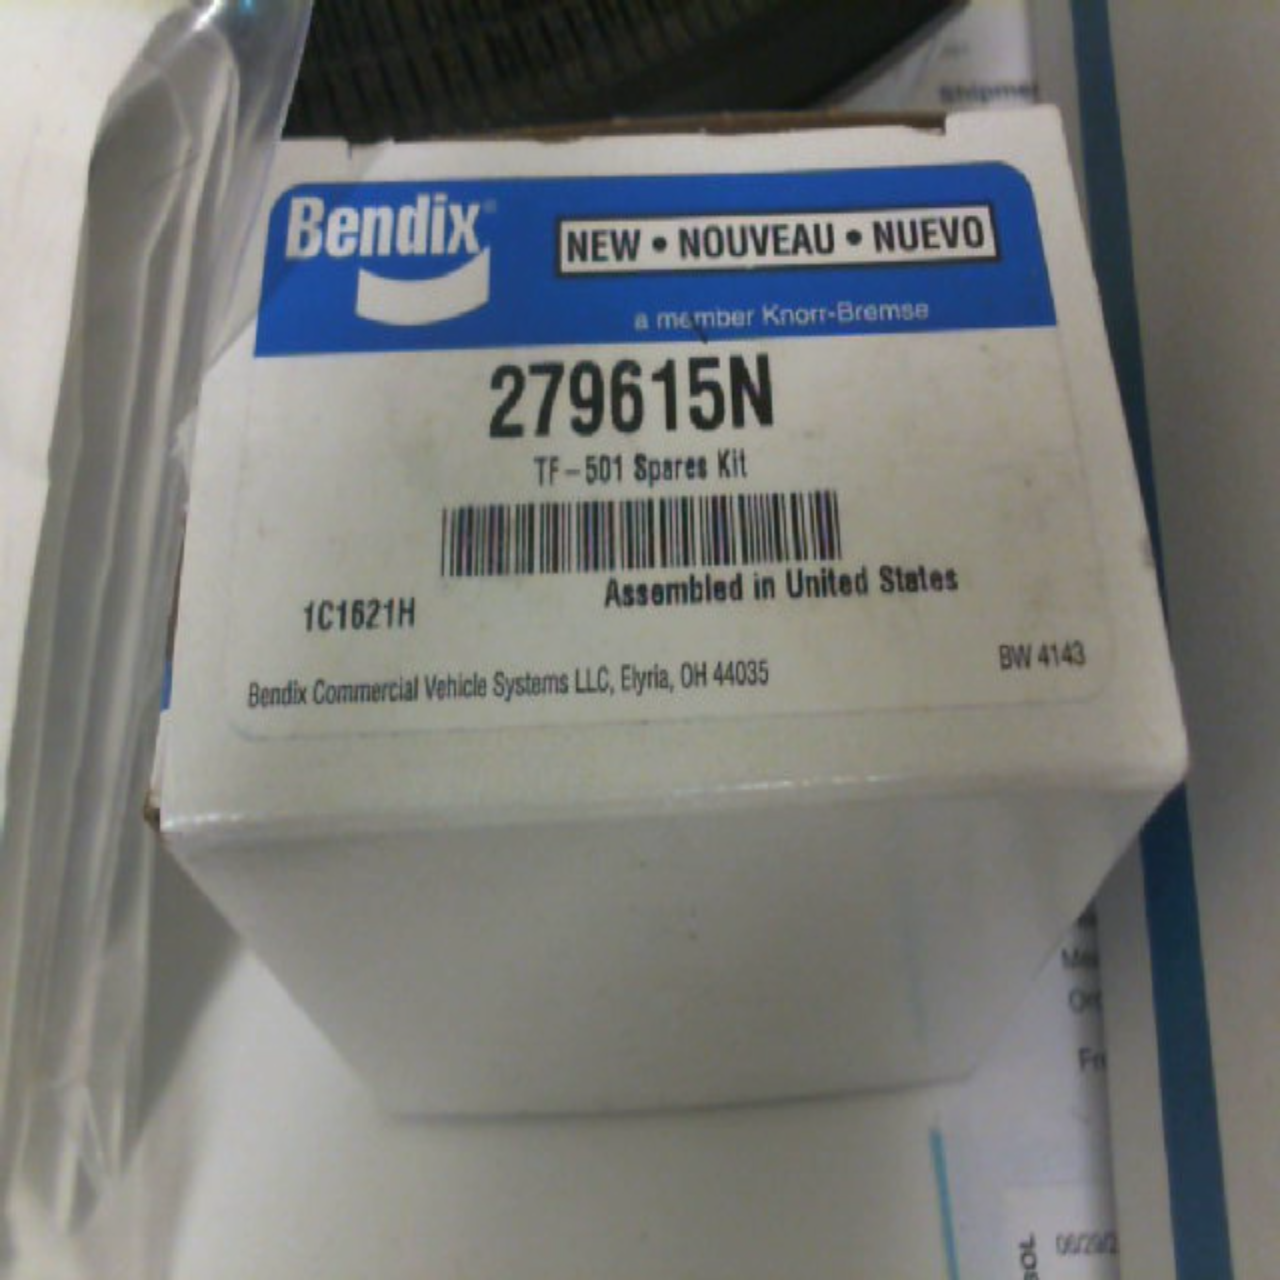 Shipme
Bendix®
NEW • NOUVEAU • NUEVO
a member Knorr-Bremse
279615N
TF-501 Spares Kit
Assembled in United States
1C1621H
BW 4143
Bendix Commercial Vehicle Systems LLC, Elyria, OH 44035